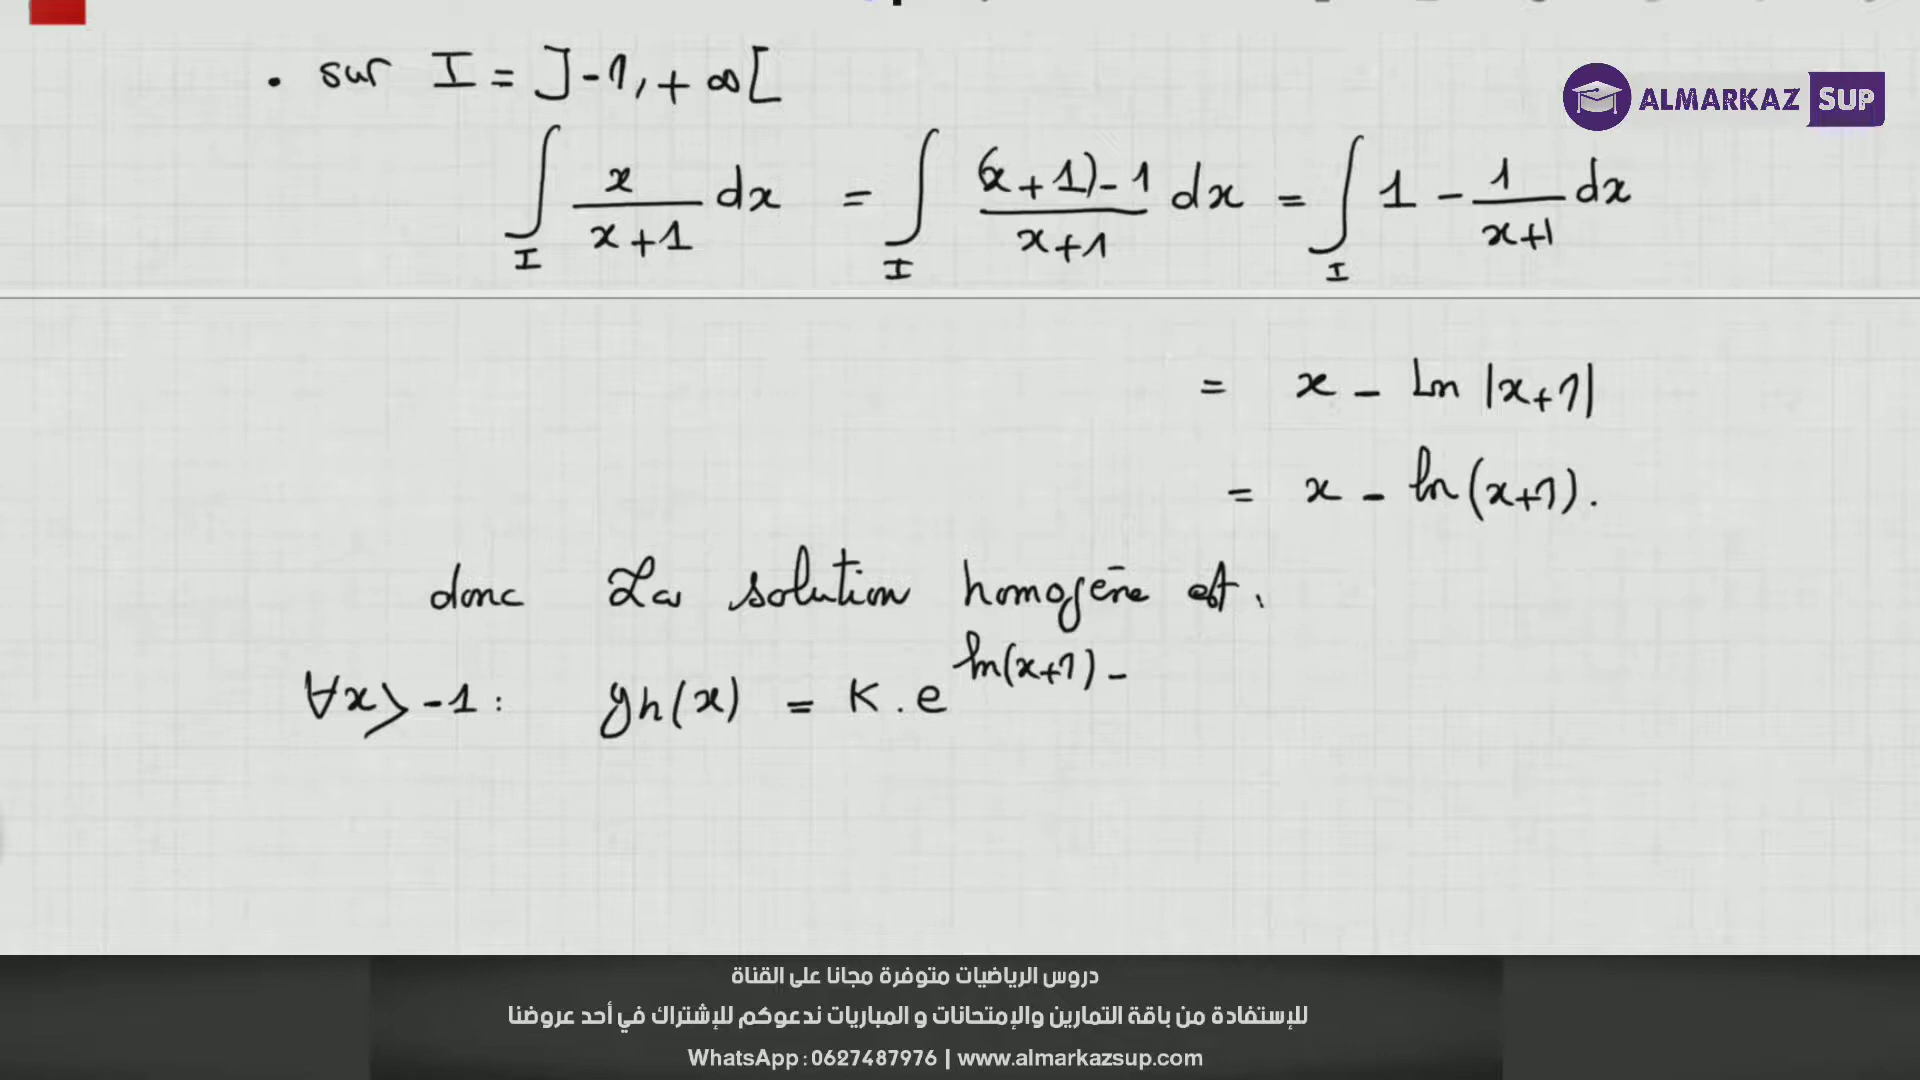 . sur I = ]-1, +∞[
ALMARKAZ SUP
∫_I x/(x+1) dx = ∫_I ((x+1)-1)/(x+1) dx = ∫_I 1 - 1/(x+1) dx
= x - Ln |x+1|
= x - ln(x+1).
donc La solution homogène est.
∀x > -1 : yh(x) = K . e^{ln(x+1) -}
دروس الرياضيات متوفرة مجانا على القناة
للإستفادة من باقة التمارين والإمتحانات و المباريات ندعوكم للإشتراك في أحد عروضنا
WhatsApp : 0627487976 | www.almarkazsup.com